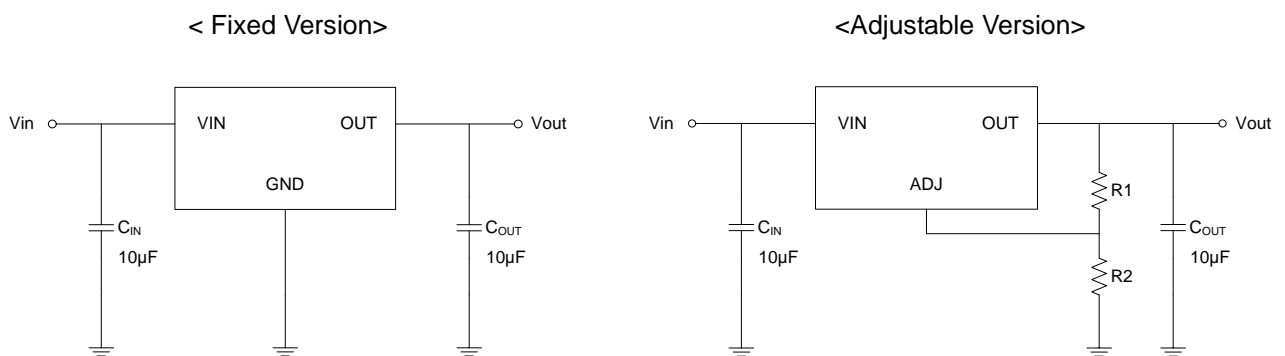 < Fixed Version>
Vin
VIN
OUT
Vout
GND
CIN
10µF
COUT
10µF
<Adjustable Version>
Vin
VIN
OUT
Vout
ADJ
R1
CIN
10µF
COUT
10µF
R2